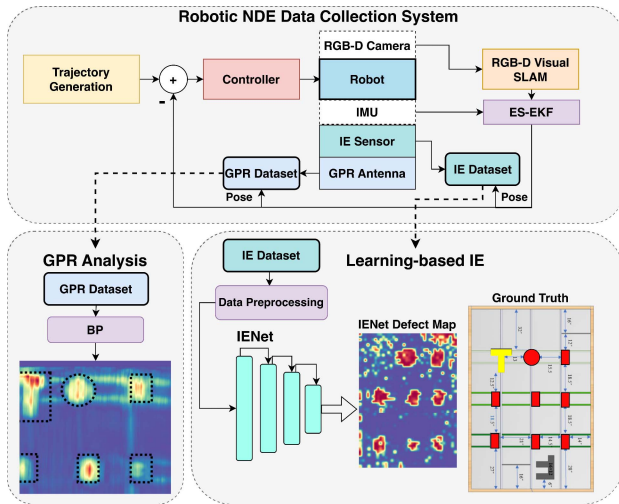 Robotic NDE Data Collection System
RGB-D Camera
Trajectory
Generation
+
-
Controller
Robot
RGB-D Visual
SLAM
IMU
ES-EKF
IE Sensor
GPR Dataset
GPR Antenna
IE Dataset
Pose
Pose
GPR Analysis
GPR Dataset
BP
IE Dataset
Learning-based IE
Data Preprocessing
IENet
IENet Defect Map
Ground Truth